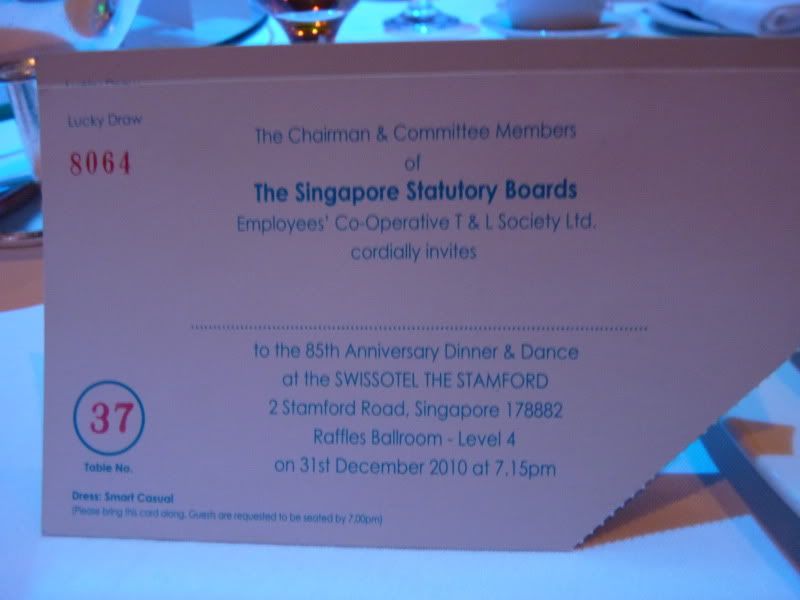 Lucky Draw
8064
The Chairman & Committee Members
of
The Singapore Statutory Boards
Employees' Co-Operative T & L Society Ltd.
cordially invites
to the 85th Anniversary Dinner & Dance
at the SWISSOTEL THE STAMFORD
2 Stamford Road, Singapore 178882
Raffles Ballroom - Level 4
on 31st December 2010 at 7.15pm
37
Table No.
Dress: Smart Casual
(Please bring this card along. Guests are requested to be seated by 7.00pm)